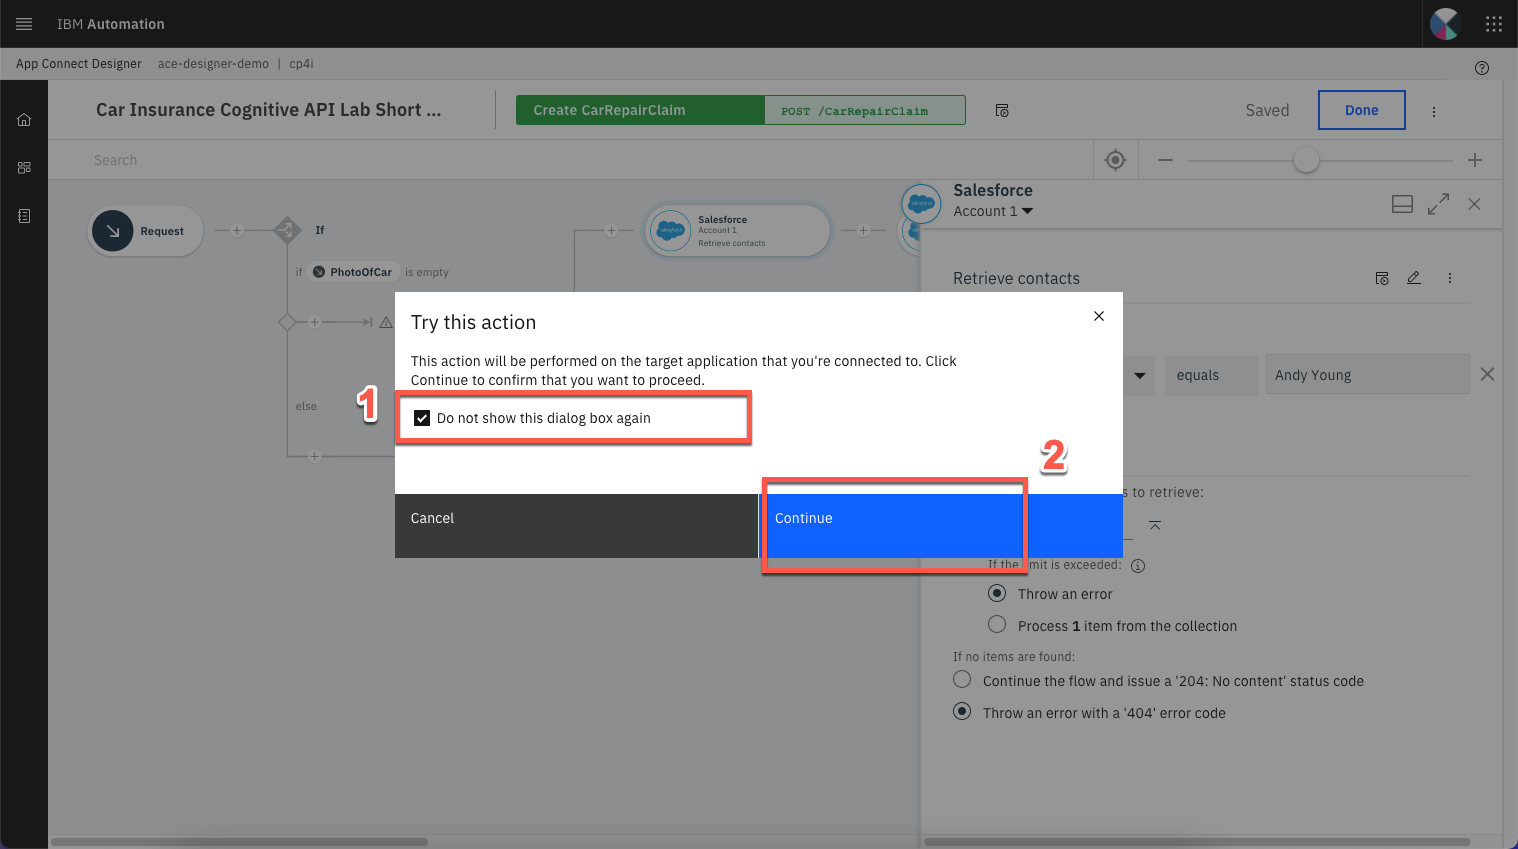 IBM Automation
App Connect Designer ace-designer-demo | cp4i
Car Insurance Cognitive API Lab Short ...
Create CarRepairClaim
POST /CarRepairClaim
Saved
Done
Search
Request
If
if PhotoOfCar is empty
else
Salesforce
Account 1
Retrieve contacts
Salesforce
Account 1
Retrieve contacts
equals
Andy Young
Try this action
This action will be performed on the target application that you're connected to. Click
Continue to confirm that you want to proceed.
1
Do not show this dialog box again
2
Cancel
Continue
s to retrieve:
If the limit is exceeded:
Throw an error
Process 1 item from the collection
If no items are found:
Continue the flow and issue a '204: No content' status code
Throw an error with a '404' error code